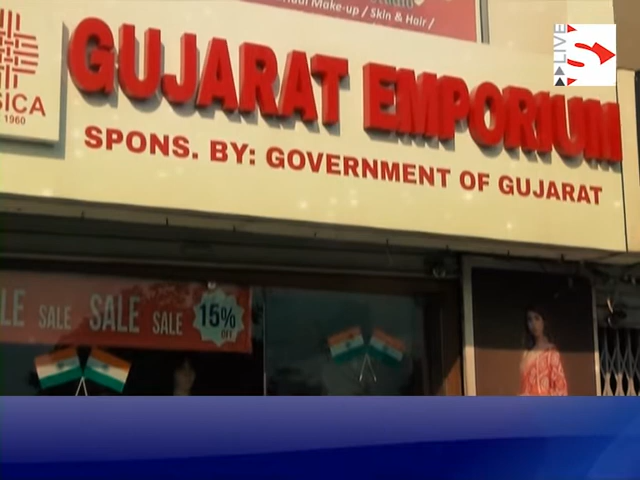 Make-up / Skin & Hair /
SICA
1960
GUJARAT EMPORIUM
SPONS. BY: GOVERNMENT OF GUJARAT
LIVE
S
SALE SALE SALE
15%
OFF